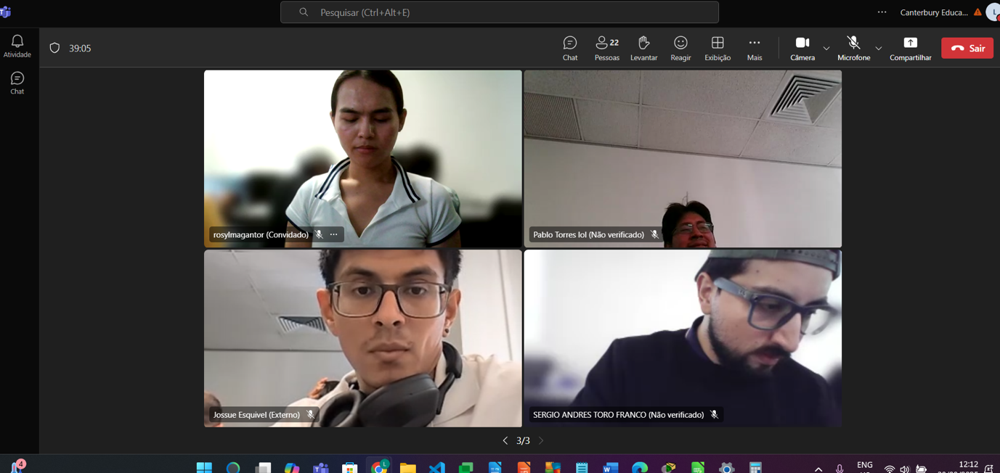 Pesquisar (Ctrl+Alt+E)
Canterbury Educa...
L
Atividade
Chat
39:05
Chat
22
Pessoas
Levantar
Reagir
Exibição
Mais
Câmera
Microfone
Compartilhar
Sair
rosylmagantor (Convidado)
Pablo Torres lol (Não verificado)
Jossue Esquivel (Externo)
SERGIO ANDRES TORO FRANCO (Não verificado)
3/3
4
L
ENG
12:12